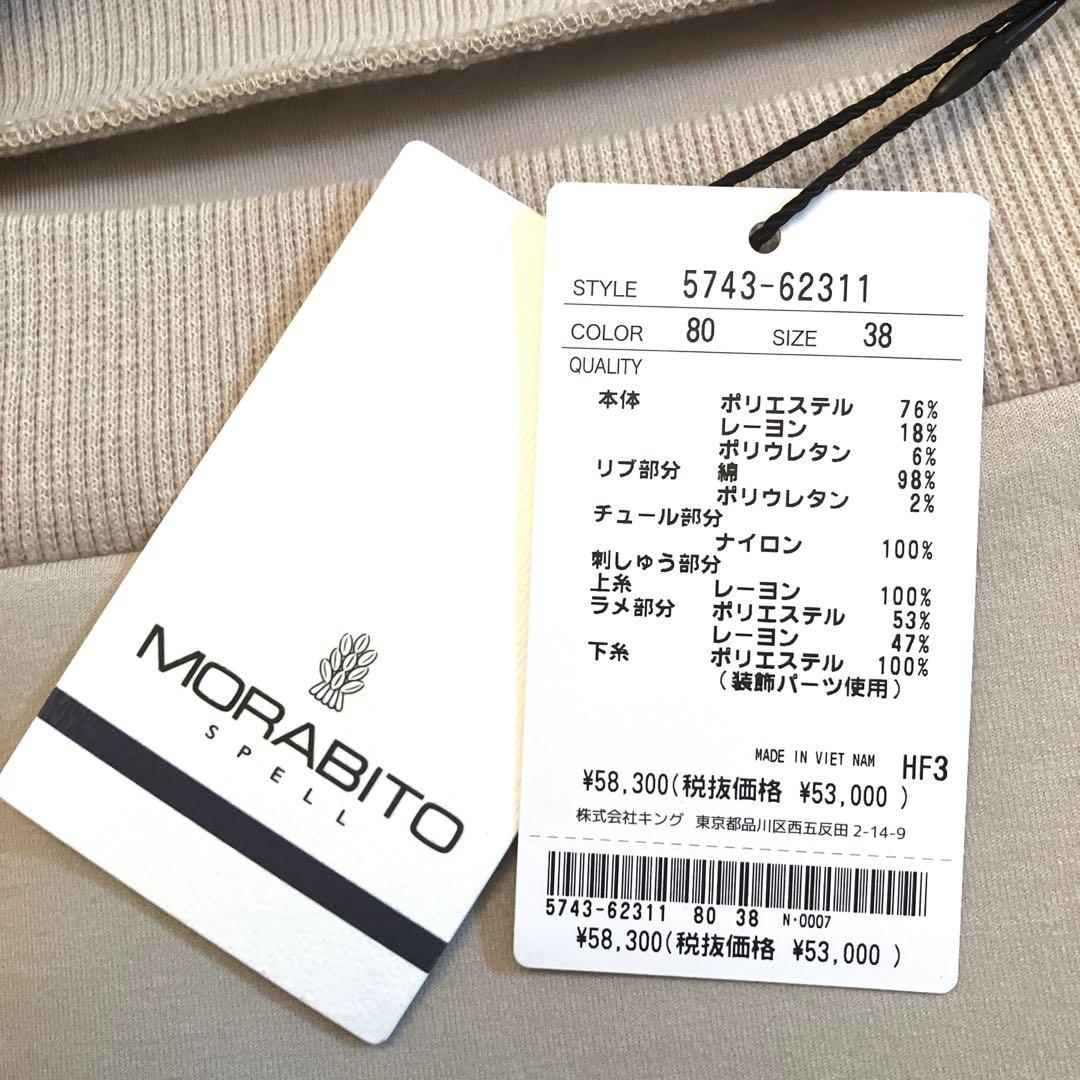 MORABITO
SPELL
STYLE 5743-62311
COLOR 80 SIZE 38
QUALITY
本体 ポリエステル 76%
レーヨン 18%
ポリウレタン 6%
リブ部分 綿 98%
ポリウレタン 2%
チュール部分
ナイロン 100%
刺しゅう部分
上糸 レーヨン 100%
ラメ部分 ポリエステル 53%
レーヨン 47%
下糸 ポリエステル 100%
(装飾パーツ使用)
MADE IN VIET NAM HF3
¥58,300(税抜価格 ¥53,000 )
株式会社キング 東京都品川区西五反田 2-14-9
5743-62311 80 38 N·0007
¥58,300(税抜価格 ¥53,000 )